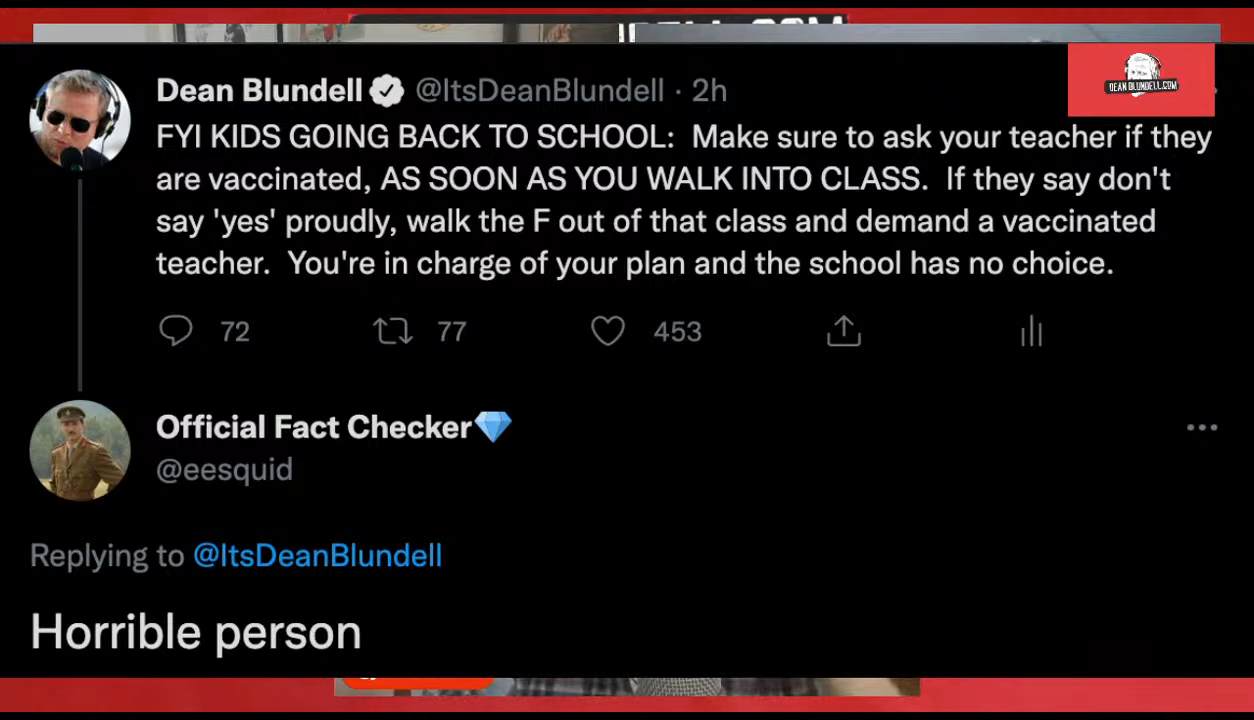 Dean Blundell @ItsDeanBlundell · 2h
DEAN BLUNDELL.COM
FYI KIDS GOING BACK TO SCHOOL:  Make sure to ask your teacher if they
are vaccinated, AS SOON AS YOU WALK INTO CLASS.  If they say don't
say 'yes' proudly, walk the F out of that class and demand a vaccinated
teacher.  You're in charge of your plan and the school has no choice.
72 77 453
Official Fact Checker
@eesquid
Replying to @ItsDeanBlundell
Horrible person